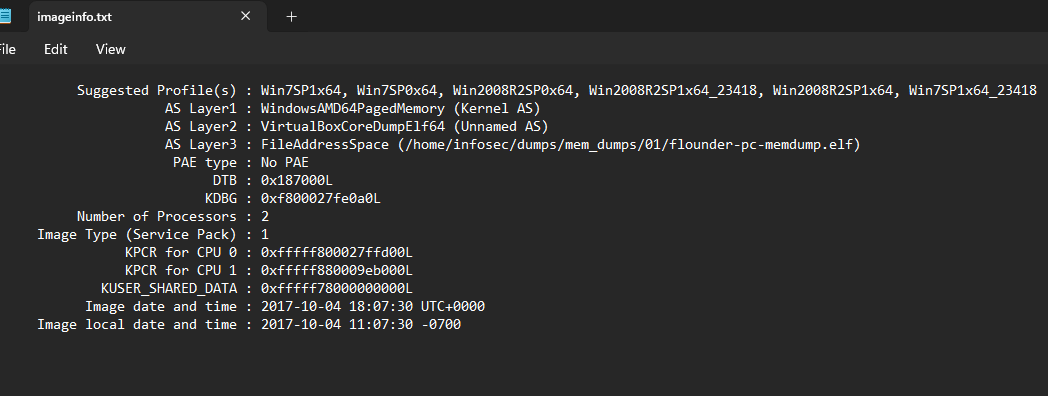 imageinfo.txt
File Edit View
Suggested Profile(s) : Win7SP1x64, Win7SP0x64, Win2008R2SP0x64, Win2008R2SP1x64_23418, Win2008R2SP1x64, Win7SP1x64_23418
AS Layer1 : WindowsAMD64PagedMemory (Kernel AS)
AS Layer2 : VirtualBoxCoreDumpElf64 (Unnamed AS)
AS Layer3 : FileAddressSpace (/home/infosec/dumps/mem_dumps/01/flounder-pc-memdump.elf)
PAE type : No PAE
DTB : 0x187000L
KDBG : 0xf800027fe0a0L
Number of Processors : 2
Image Type (Service Pack) : 1
KPCR for CPU 0 : 0xfffff800027ffd00L
KPCR for CPU 1 : 0xfffff880009eb000L
KUSER_SHARED_DATA : 0xfffff78000000000L
Image date and time : 2017-10-04 18:07:30 UTC+0000
Image local date and time : 2017-10-04 11:07:30 -0700